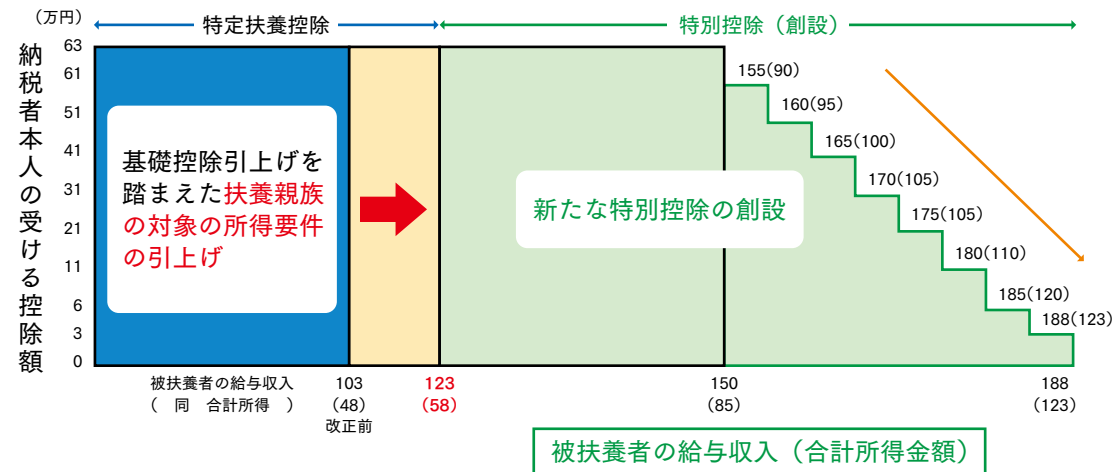 （万円）
特定扶養控除
特別控除（創設）
納税者本人の受ける控除額
63
61
51
41
31
21
11
6
3
0
基礎控除引上げを
踏まえた扶養親族
の対象の所得要件
の引上げ
新たな特別控除の創設
155(90)
160(95)
165(100)
170(105)
175(105)
180(110)
185(120)
188(123)
被扶養者の給与収入 103 123 150 188
（ 同 合計所得 ） (48) (58) (85) (123)
改正前
被扶養者の給与収入（合計所得金額）